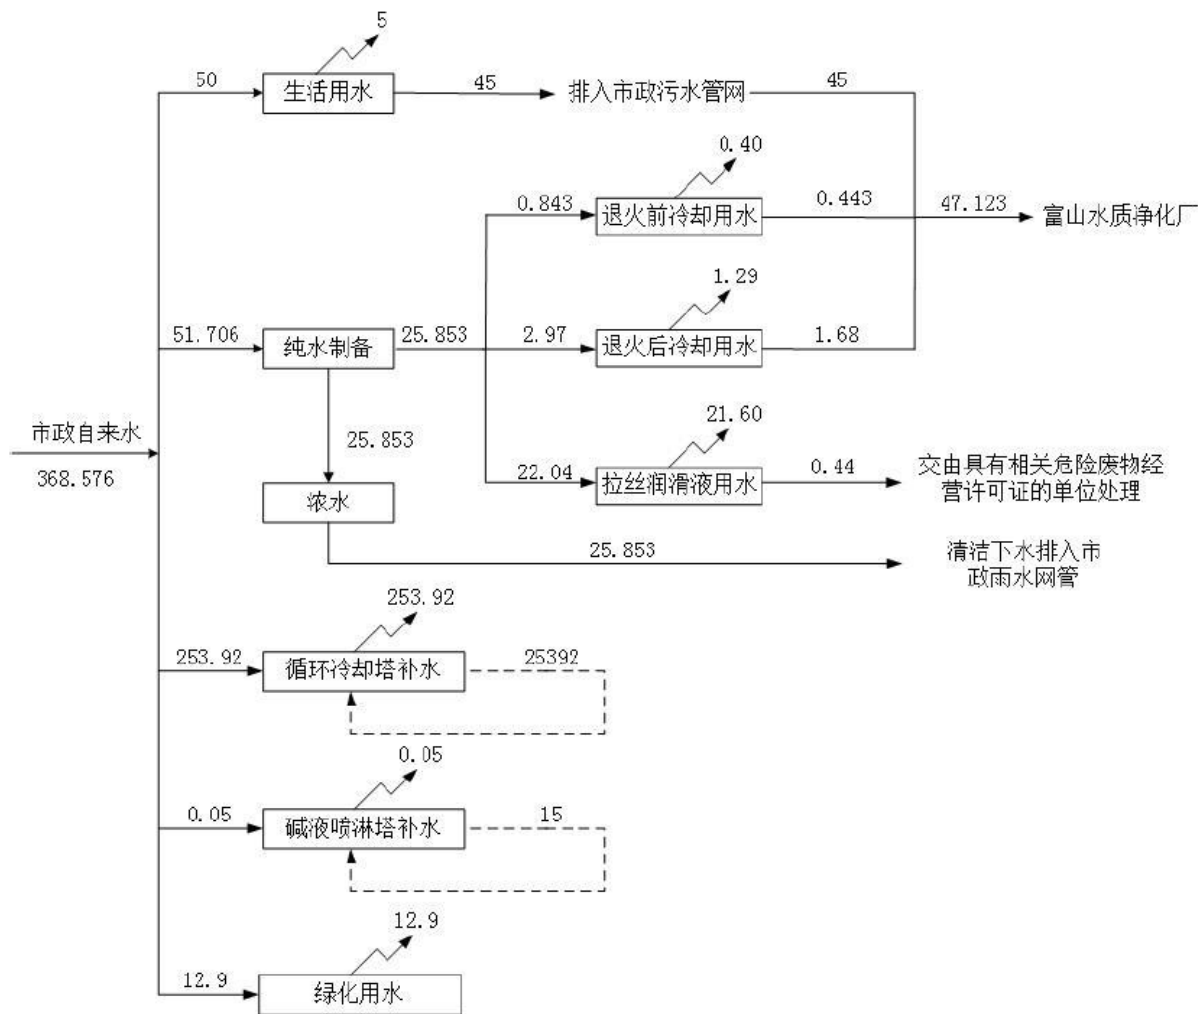 5
50
生活用水
45
排入市政污水管网
45
0.40
0.843
退火前冷却用水
0.443
47.123
富山水质净化厂
1.29
51.706
纯水制备
25.853
2.97
退火后冷却用水
1.68
21.60
市政自来水
368.576
25.853
22.04
拉丝润滑液用水
0.44
交由具有相关危险废物经
营许可证的单位处理
浓水
25.853
清洁下水排入市
政雨水网管
253.92
253.92
循环冷却塔补水
25392
0.05
0.05
碱液喷淋塔补水
15
12.9
12.9
绿化用水